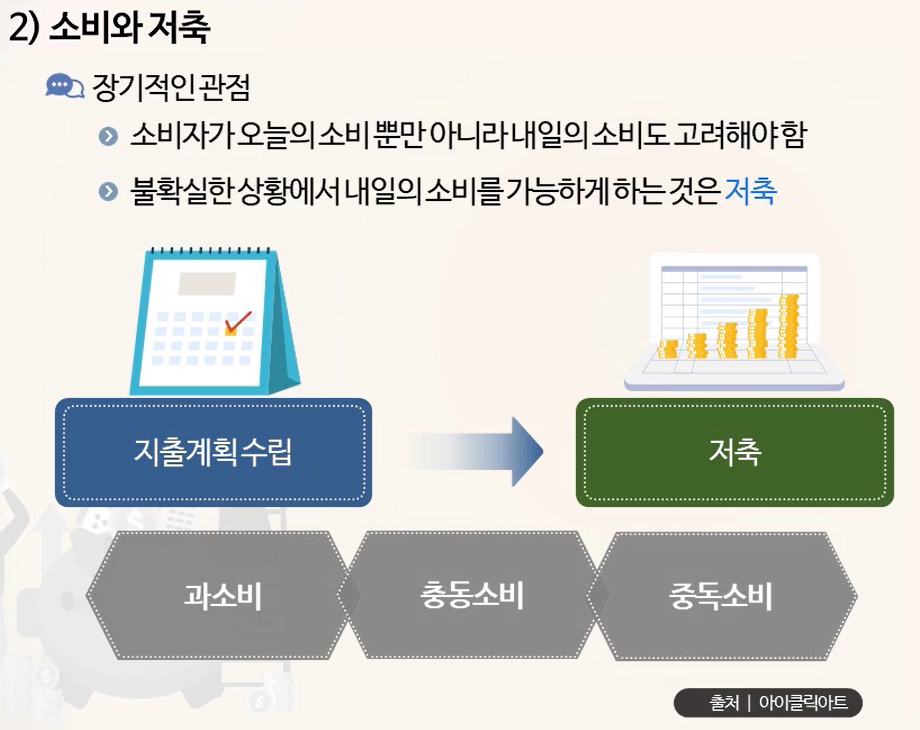 2) 소비와 저축
장기적인 관점
소비자가 오늘의 소비 뿐만 아니라 내일의 소비도 고려해야 함
불확실한 상황에서 내일의 소비를 가능하게 하는 것은 저축
지출계획 수립
저축
과소비
충동소비
중독소비
출처 | 아이클릭아트